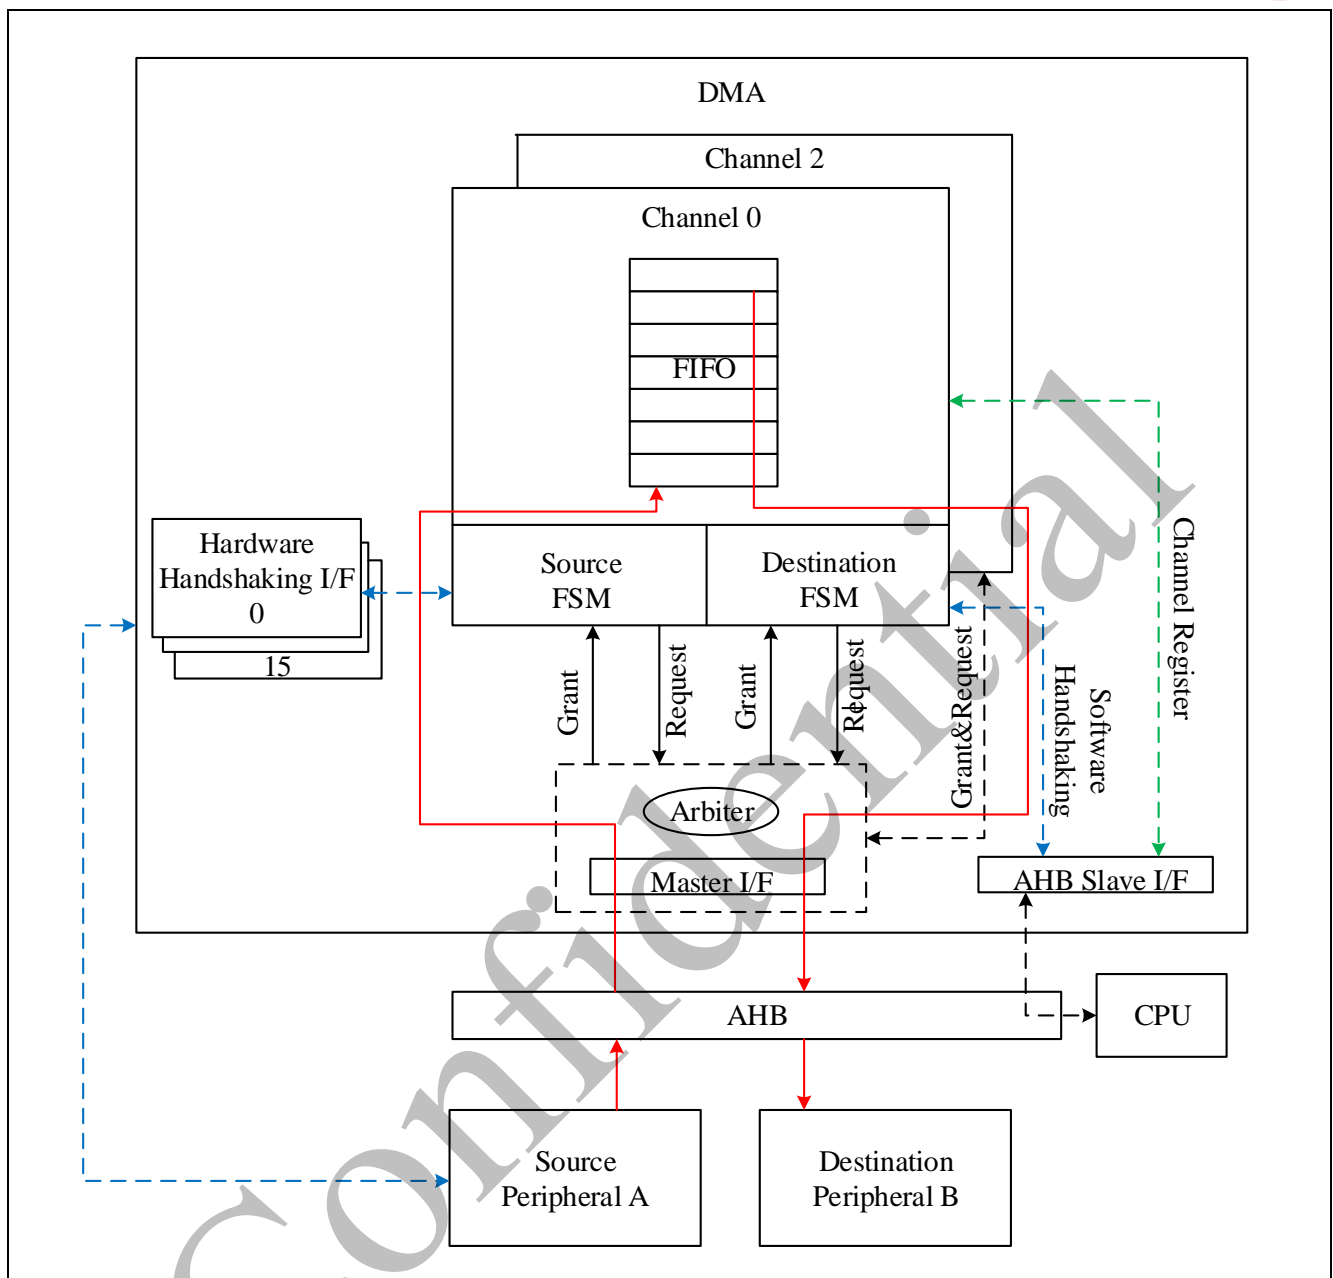 DMA
Channel 2
Channel 0
FIFO
Hardware
Handshaking I/F
0
15
Source
FSM
Destination
FSM
Grant
Request
Grant
Request
Grant&Request
Software
Handshaking
Channel Register
Arbiter
Master I/F
AHB Slave I/F
AHB
CPU
Source
Peripheral A
Destination
Peripheral B
Confidential